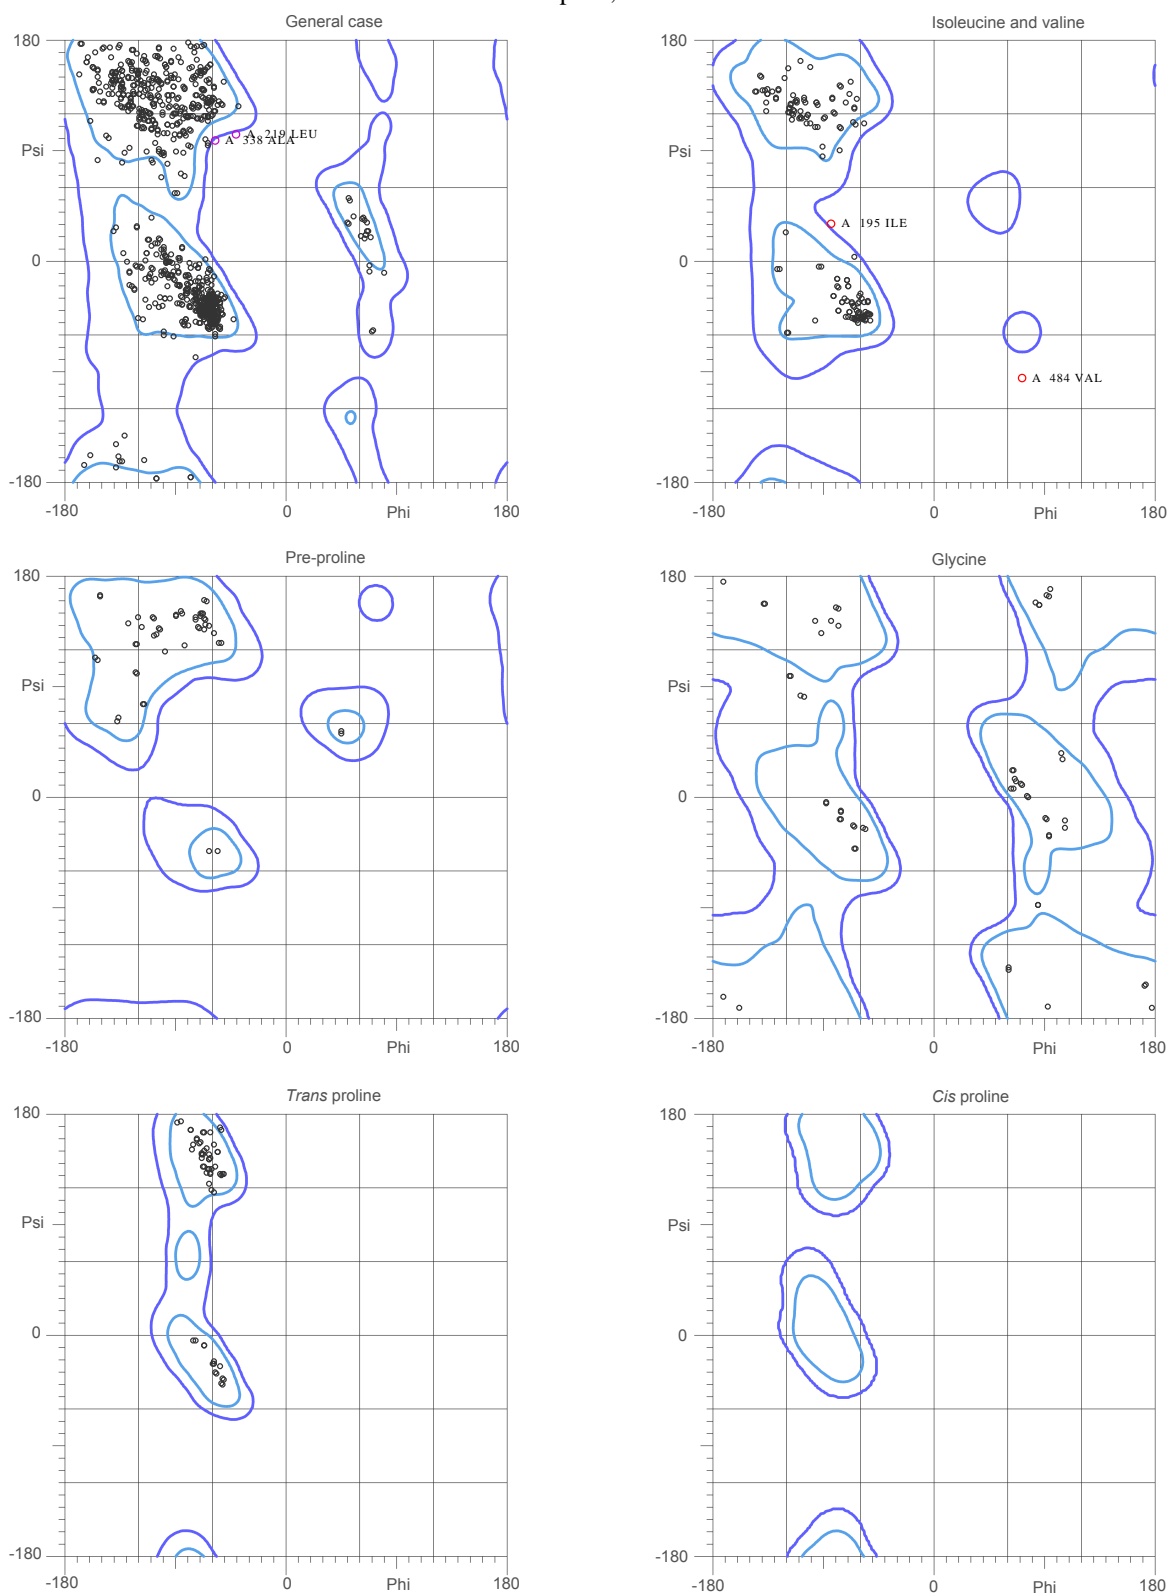 General case
180
Psi
0
-180
-180
0
Phi
180
A 219 LEU
A 338 ALA
Isoleucine and valine
180
Psi
0
-180
-180
0
Phi
180
A 195 ILE
A 484 VAL
Pre-proline
180
Psi
0
-180
-180
0
Phi
180
Glycine
180
Psi
0
-180
-180
0
Phi
180
Trans proline
180
Psi
0
-180
-180
0
Phi
180
Cis proline
180
Psi
0
-180
-180
0
Phi
180